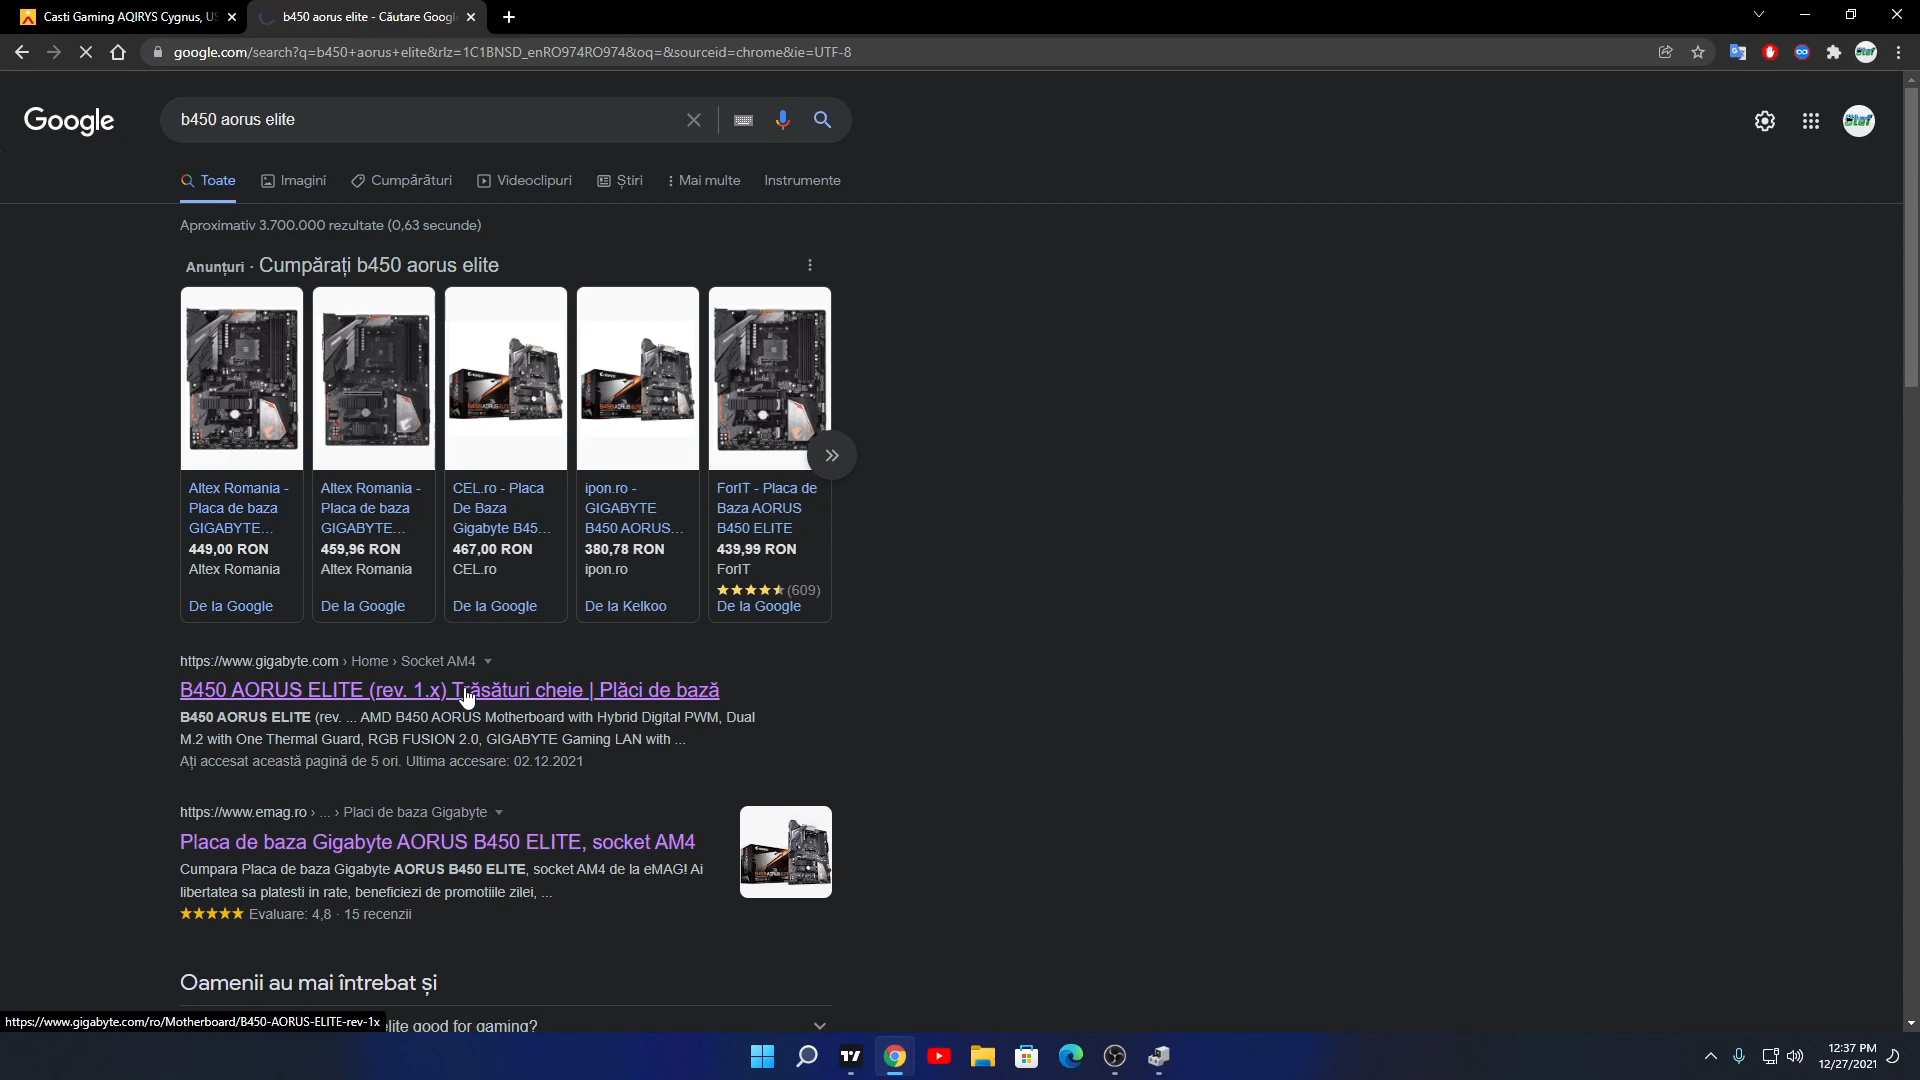 Casti Gaming AQIRYS Cygnus, US
b450 aorus elite - Căutare Google
google.com/search?q=b450+aorus+elite&rlz=1C1BNSD_enRO974RO974&oq=&sourceid=chrome&ie=UTF-8
Google
b450 aorus elite
Toate
Imagini
Cumpărături
Videoclipuri
Știri
Mai multe
Instrumente
Aproximativ 3.700.000 rezultate (0,63 secunde)
Anunțuri · Cumpărați b450 aorus elite
Altex Romania -
Placa de baza
GIGABYTE...
449,00 RON
Altex Romania
De la Google
Altex Romania -
Placa de baza
GIGABYTE...
459,96 RON
Altex Romania
De la Google
CEL.ro - Placa
De Baza
Gigabyte B45...
467,00 RON
CEL.ro
De la Google
ipon.ro -
GIGABYTE
B450 AORUS...
380,78 RON
ipon.ro
De la Kelkoo
ForIT - Placa de
Baza AORUS
B450 ELITE
439,99 RON
ForIT
(609)
De la Google
https://www.gigabyte.com › Home › Socket AM4
B450 AORUS ELITE (rev. 1.x) Trăsături cheie | Plăci de bază
B450 AORUS ELITE (rev. ... AMD B450 AORUS Motherboard with Hybrid Digital PWM, Dual
M.2 with One Thermal Guard, RGB FUSION 2.0, GIGABYTE Gaming LAN with ...
Ați accesat această pagină de 5 ori. Ultima accesare: 02.12.2021
https://www.emag.ro › ... › Placi de baza Gigabyte
Placa de baza Gigabyte AORUS B450 ELITE, socket AM4
Cumpara Placa de baza Gigabyte AORUS B450 ELITE, socket AM4 de la eMAG! Ai
libertatea sa platesti in rate, beneficiezi de promotiile zilei, ...
Evaluare: 4,8 · 15 recenzii
Oamenii au mai întrebat și
https://www.gigabyte.com/ro/Motherboard/B450-AORUS-ELITE-rev-1x
elite good for gaming?
12:37 PM
12/27/2021